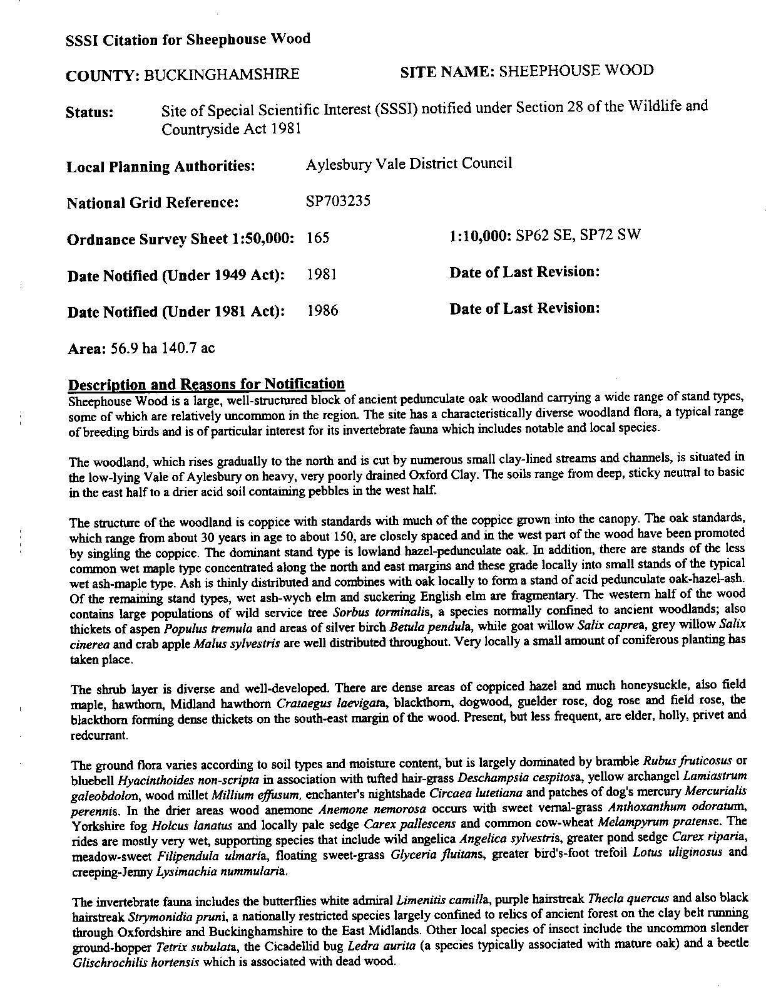 SSSI Citation for Sheephouse Wood
COUNTY: BUCKINGHAMSHIRE SITE NAME: SHEEPHOUSE WOOD
Status: Site of Special Scientific Interest (SSSI) notified under Section 28 of the Wildlife and
Countryside Act 1981
Local Planning Authorities: Aylesbury Vale District Council
National Grid Reference: SP703235
Ordnance Survey Sheet 1:50,000: 165 1:10,000: SP62 SE, SP72 SW
Date Notified (Under 1949 Act): 1981 Date of Last Revision:
Date Notified (Under 1981 Act): 1986 Date of Last Revision:
Area: 56.9 ha 140.7 ac
Description and Reasons for Notification
Sheephouse Wood is a large, well-structured block of ancient pedunculate oak woodland carrying a wide range of stand types,
some of which are relatively uncommon in the region. The site has a characteristically diverse woodland flora, a typical range
of breeding birds and is of particular interest for its invertebrate fauna which includes notable and local species.
The woodland, which rises gradually to the north and is cut by numerous small clay-lined streams and channels, is situated in
the low-lying Vale of Aylesbury on heavy, very poorly drained Oxford Clay. The soils range from deep, sticky neutral to basic
in the east half to a drier acid soil containing pebbles in the west half.
The structure of the woodland is coppice with standards with much of the coppice grown into the canopy. The oak standards,
which range from about 30 years in age to about 150, are closely spaced and in the west part of the wood have been promoted
by singling the coppice. The dominant stand type is lowland hazel-pedunculate oak. In addition, there are stands of the less
common wet maple type concentrated along the north and east margins and these grade locally into small stands of the typical
wet ash-maple type. Ash is thinly distributed and combines with oak locally to form a stand of acid pedunculate oak-hazel-ash.
Of the remaining stand types, wet ash-wych elm and suckering English elm are fragmentary. The western half of the wood
contains large populations of wild service tree Sorbus torminalis, a species normally confined to ancient woodlands; also
thickets of aspen Populus tremula and areas of silver birch Betula pendula, while goat willow Salix caprea, grey willow Salix
cinerea and crab apple Malus sylvestris are well distributed throughout. Very locally a small amount of coniferous planting has
taken place.
The shrub layer is diverse and well-developed. There are dense areas of coppiced hazel and much honeysuckle, also field
maple, hawthorn, Midland hawthorn Crataegus laevigata, blackthorn, dogwood, guelder rose, dog rose and field rose, the
blackthorn forming dense thickets on the south-east margin of the wood. Present, but less frequent, are elder, holly, privet and
redcurrant.
The ground flora varies according to soil types and moisture content, but is largely dominated by bramble Rubus fruticosus or
bluebell Hyacinthoides non-scripta in association with tufted hair-grass Deschampsia cespitosa, yellow archangel Lamiastrum
galeobdolon, wood millet Millium effusum, enchanter's nightshade Circaea lutetiana and patches of dog's mercury Mercurialis
perennis. In the drier areas wood anemone Anemone nemorosa occurs with sweet vernal-grass Anthoxanthum odoratum,
Yorkshire fog Holcus lanatus and locally pale sedge Carex pallescens and common cow-wheat Melampyrum pratense. The
rides are mostly very wet, supporting species that include wild angelica Angelica sylvestris, greater pond sedge Carex riparia,
meadow-sweet Filipendula ulmaria, floating sweet-grass Glyceria fluitans, greater bird's-foot trefoil Lotus uliginosus and
creeping-Jenny Lysimachia nummularia.
The invertebrate fauna includes the butterflies white admiral Limenitis camilla, purple hairstreak Thecla quercus and also black
hairstreak Strymonidia pruni, a nationally restricted species largely confined to relics of ancient forest on the clay belt running
through Oxfordshire and Buckinghamshire to the East Midlands. Other local species of insect include the uncommon slender
ground-hopper Tetrix subulata, the Cicadellid bug Ledra aurita (a species typically associated with mature oak) and a beetle
Glischrochilis hortensis which is associated with dead wood.